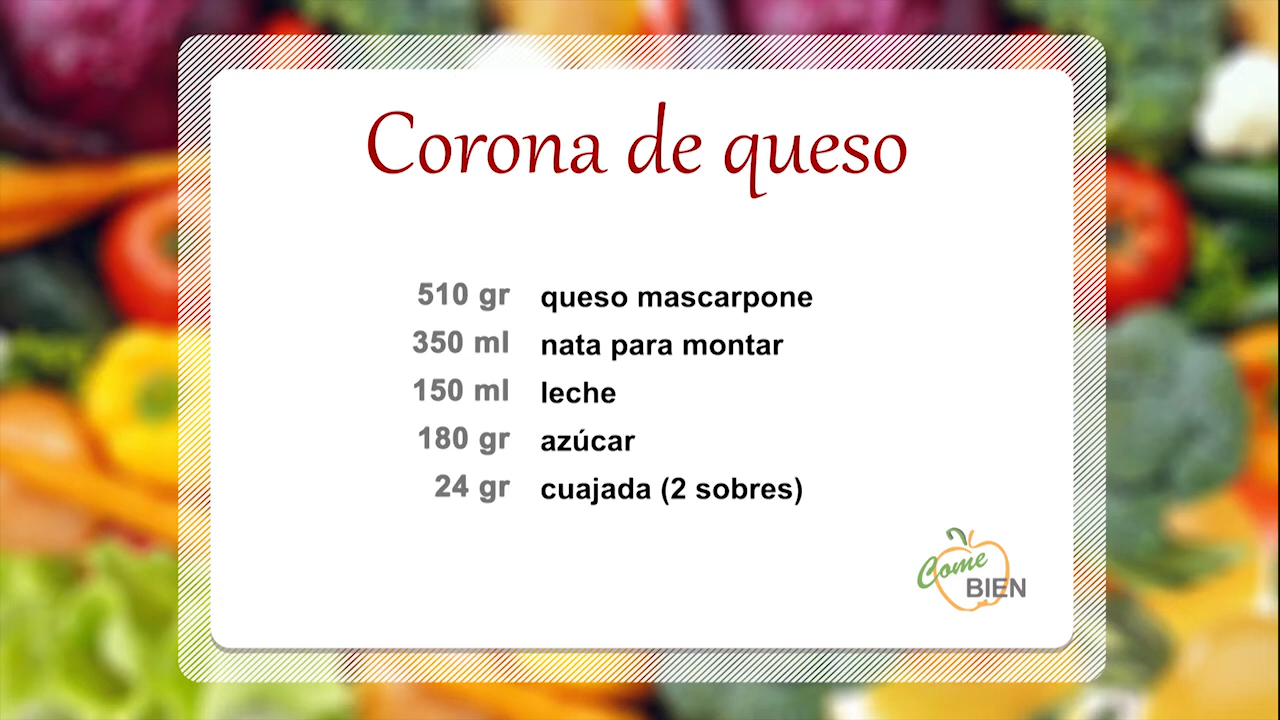 Corona de queso
510 gr queso mascarpone
350 ml nata para montar
150 ml leche
180 gr azúcar
24 gr cuajada (2 sobres)
Come
BIEN